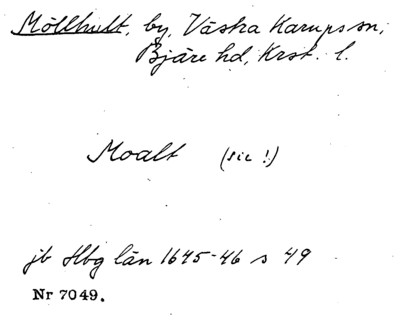 Möllhult, by, Västra Karups sn,
Bjäre hd, Krst. l.
Moalt (sic !)
jb Hbg län 1645-46 s 49
Nr 7049.